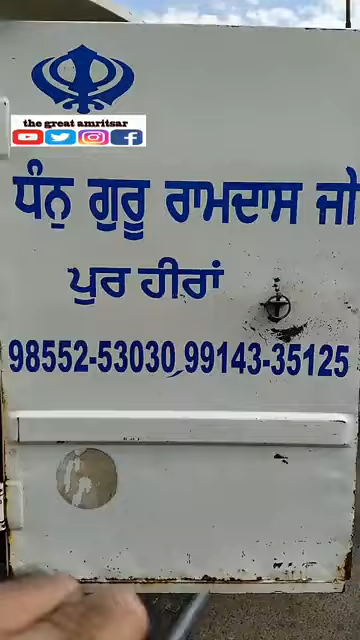 the great amritsar
ਧੰਨੁ ਗੁਰੂ ਰਾਮਦਾਸ ਜੀ
ਪੁਰ ਹੀਰਾਂ
98552-53030, 99143-35125